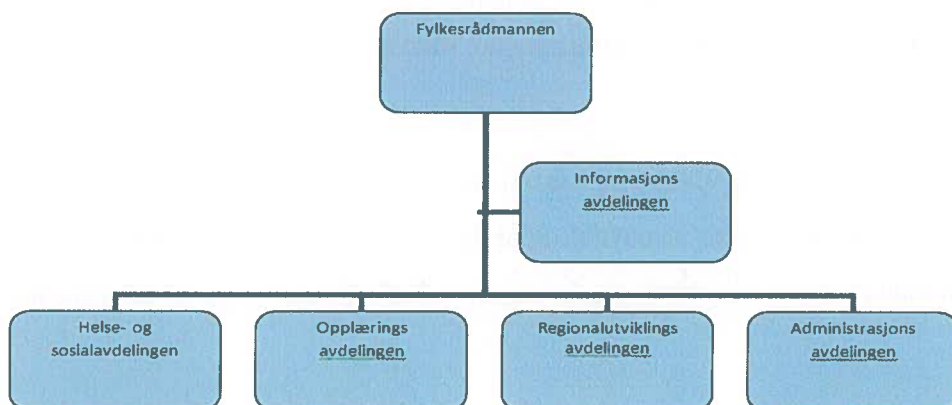 Fylkesrådmannen
Informasjons
avdelingen
Helse- og
sosialavdelingen
Opplærings
avdelingen
Regionalutviklings
avdelingen
Administrasjons
avdelingen